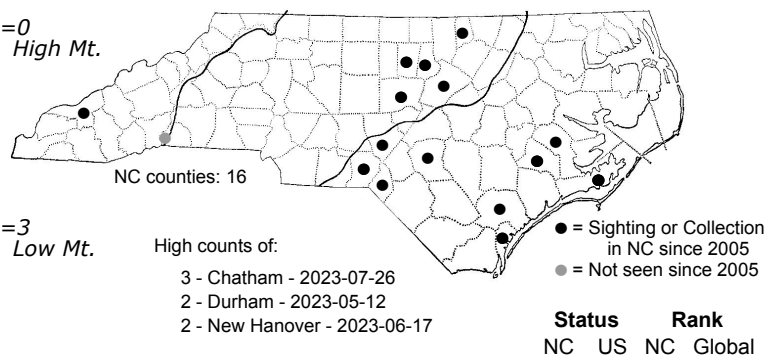 =0
High Mt.
NC counties: 16
=3
Low Mt.
High counts of:
3 - Chatham - 2023-07-26
2 - Durham - 2023-05-12
2 - New Hanover - 2023-06-17
● = Sighting or Collection
in NC since 2005
● = Not seen since 2005
Status Rank
NC US NC Global